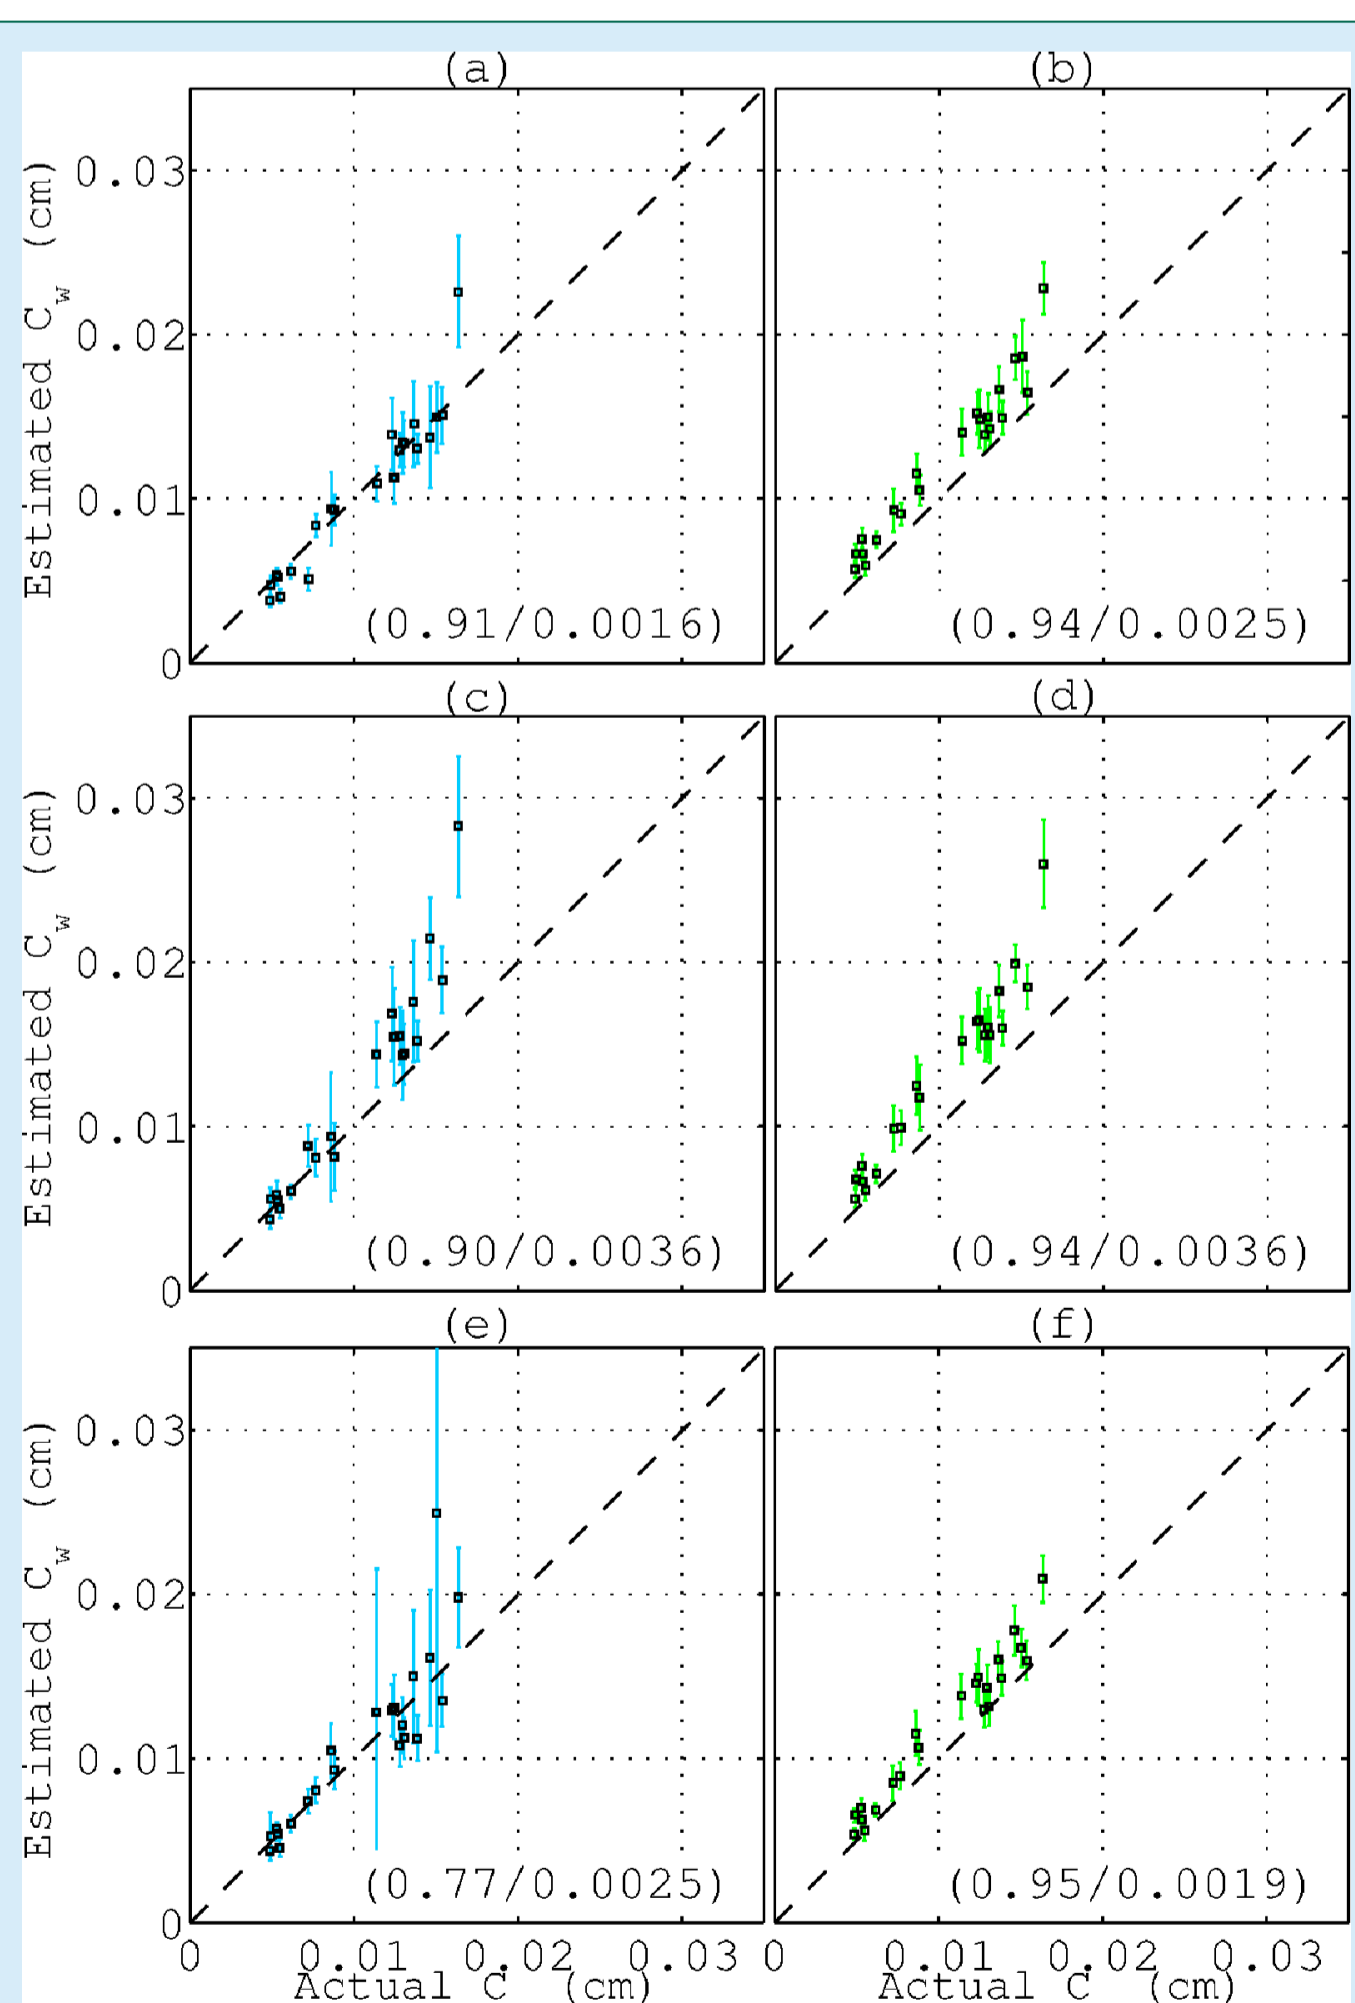 (a)
(b)
Estimated C_w (cm)
0.03
0.02
0.01
0
(0.91/0.0016)
(0.94/0.0025)
(c)
(d)
Estimated C_w (cm)
0.03
0.02
0.01
0
(0.90/0.0036)
(0.94/0.0036)
(e)
(f)
Estimated C_w (cm)
0.03
0.02
0.01
0
(0.77/0.0025)
(0.95/0.0019)
0 0.01 0.02 0.03
0 0.01 0.02 0.03
Actual C (cm)
Actual C (cm)